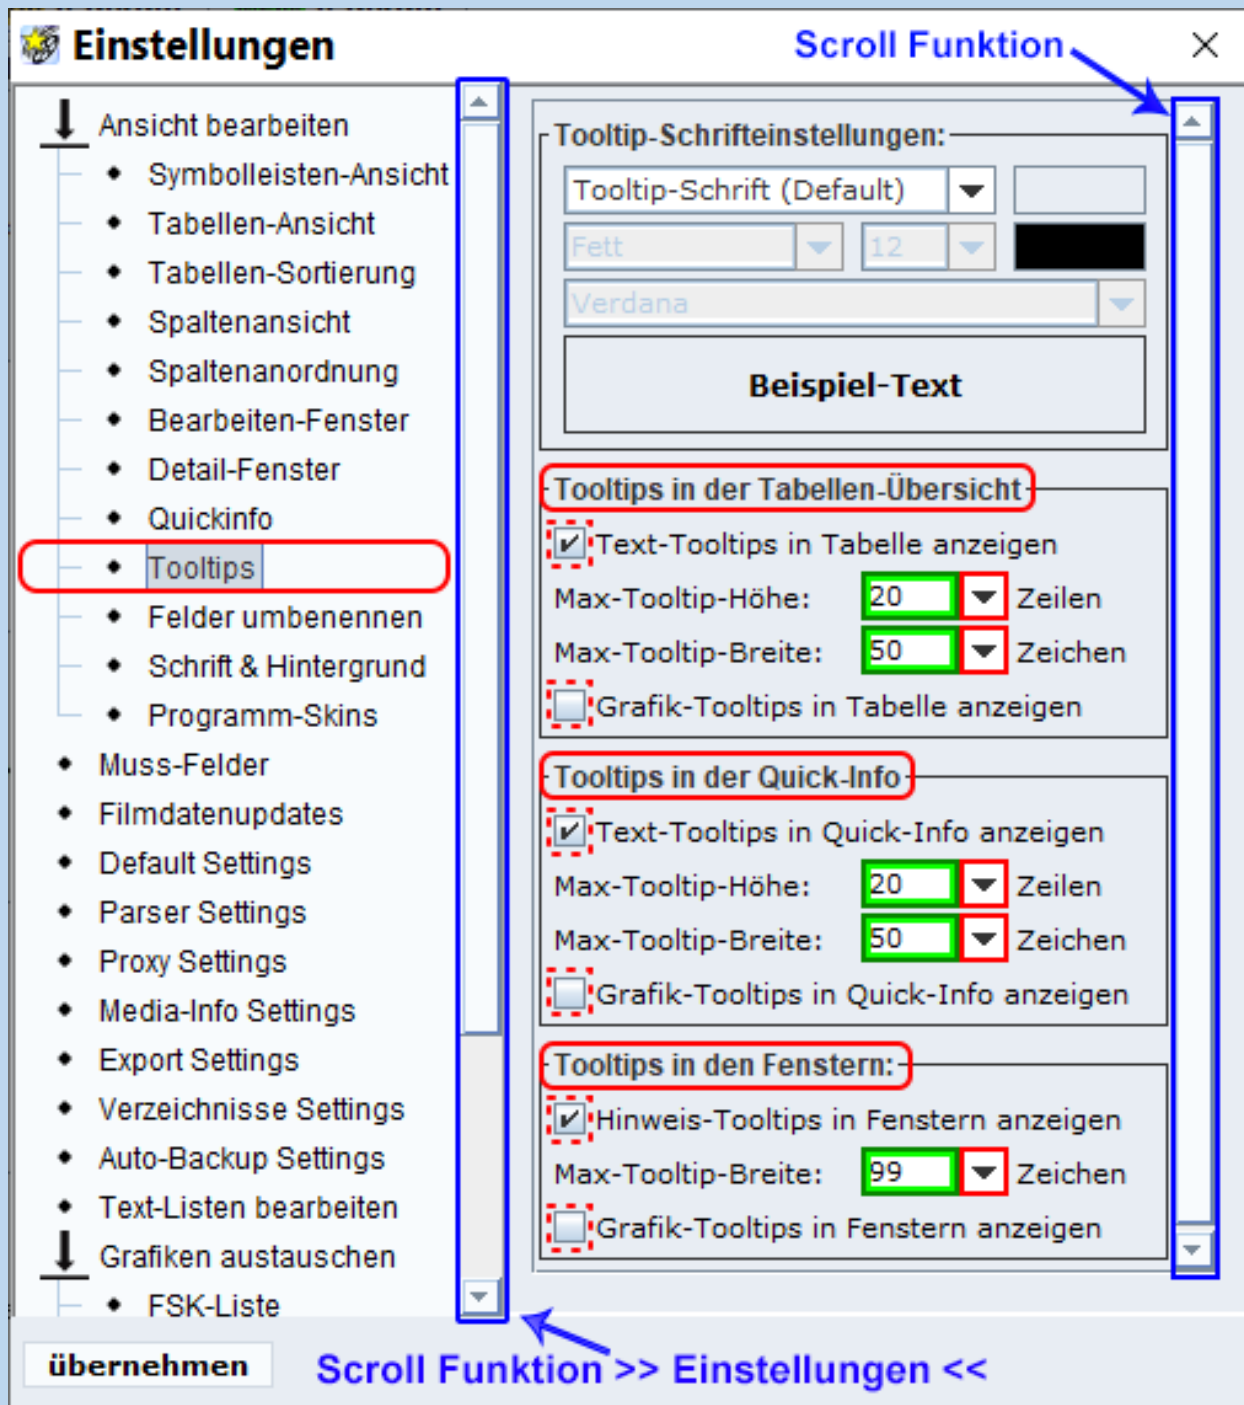 Einstellungen
Scroll Funktion
Ansicht bearbeiten
Symbolleisten-Ansicht
Tabellen-Ansicht
Tabellen-Sortierung
Spaltenansicht
Spaltenanordnung
Bearbeiten-Fenster
Detail-Fenster
Quickinfo
Tooltips
Felder umbenennen
Schrift & Hintergrund
Programm-Skins
Muss-Felder
Filmdatenupdates
Default Settings
Parser Settings
Proxy Settings
Media-Info Settings
Export Settings
Verzeichnisse Settings
Auto-Backup Settings
Text-Listen bearbeiten
Grafiken austauschen
FSK-Liste
Tooltip-Schrifteinstellungen:
Tooltip-Schrift (Default)
Fett 12
Verdana
Beispiel-Text
Tooltips in der Tabellen-Übersicht
Text-Tooltips in Tabelle anzeigen
Max-Tooltip-Höhe: 20 Zeilen
Max-Tooltip-Breite: 50 Zeichen
Grafik-Tooltips in Tabelle anzeigen
Tooltips in der Quick-Info
Text-Tooltips in Quick-Info anzeigen
Max-Tooltip-Höhe: 20 Zeilen
Max-Tooltip-Breite: 50 Zeichen
Grafik-Tooltips in Quick-Info anzeigen
Tooltips in den Fenstern:
Hinweis-Tooltips in Fenstern anzeigen
Max-Tooltip-Breite: 99 Zeichen
Grafik-Tooltips in Fenstern anzeigen
übernehmen
Scroll Funktion >> Einstellungen <<